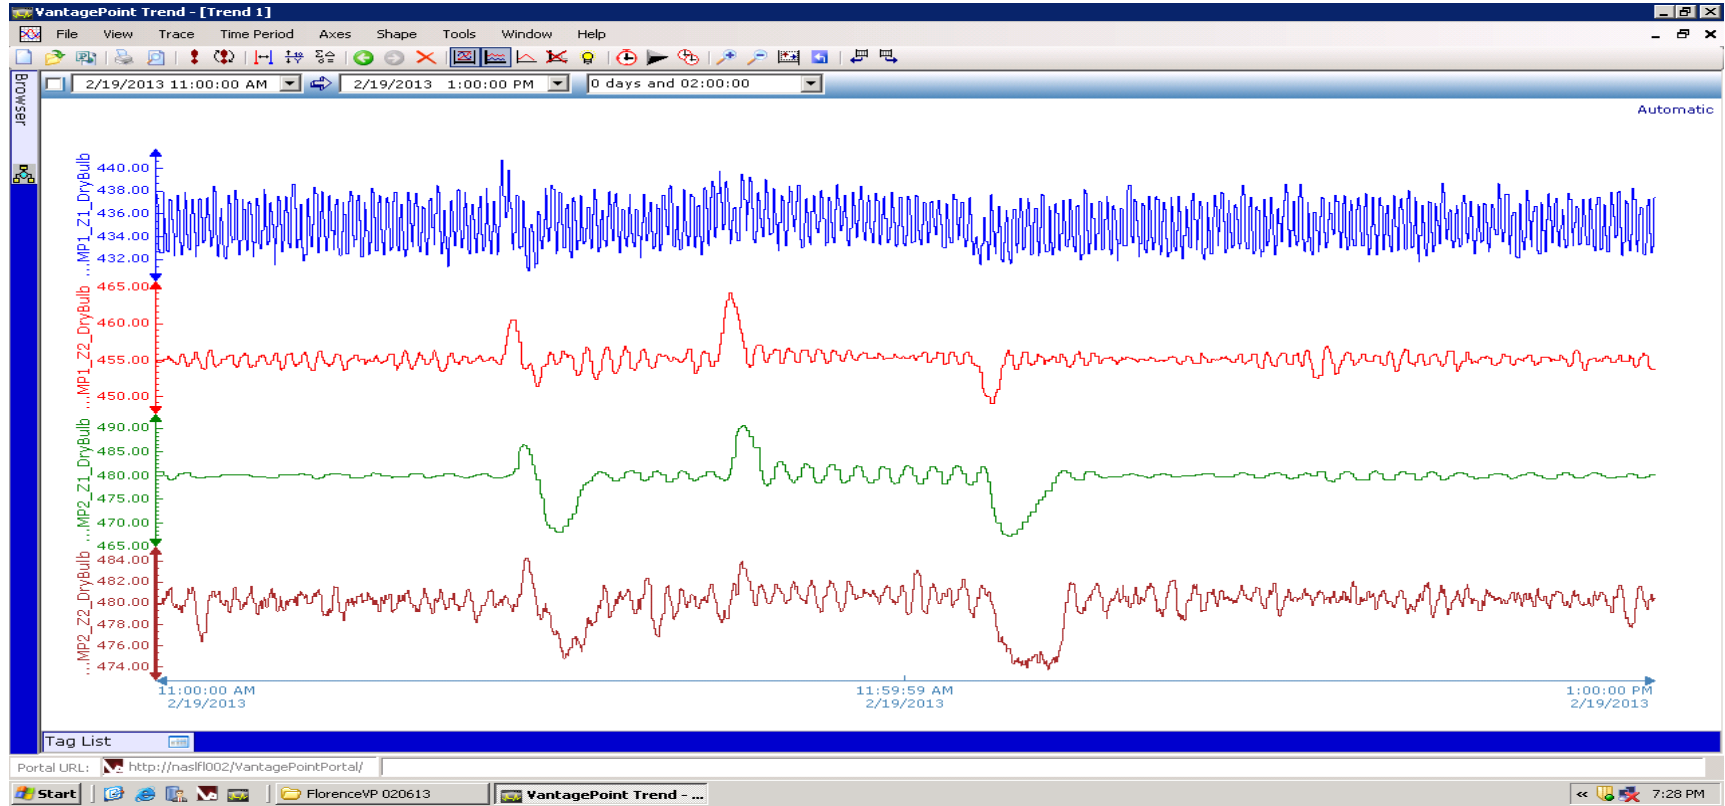 VantagePoint Trend - [Trend 1]
File View Trace Time Period Axes Shape Tools Window Help
Browser
2/19/2013 11:00:00 AM 2/19/2013 1:00:00 PM 0 days and 02:00:00
Automatic
...MP1_Z1_DryBulb
440.00
438.00
436.00
434.00
432.00
...MP1_Z2_DryBulb
465.00
460.00
455.00
450.00
...MP2_Z1_DryBulb
490.00
485.00
480.00
475.00
470.00
465.00
...MP2_Z2_DryBulb
484.00
482.00
480.00
478.00
476.00
474.00
11:00:00 AM 11:59:59 AM 1:00:00 PM
2/19/2013 2/19/2013 2/19/2013
Tag List
Portal URL: http://naslfl002/VantagePointPortal/
Start FlorenceVP 020613 VantagePoint Trend - ... « 7:28 PM